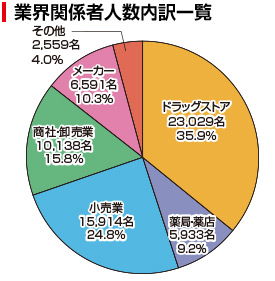 業界関係者人数内訳一覧
その他
2,559名
4.0%
メーカー
6,591名
10.3%
ドラッグストア
23,029名
35.9%
商社・卸売業
10,138名
15.8%
小売業
15,914名
24.8%
薬局・薬店
5,933名
9.2%